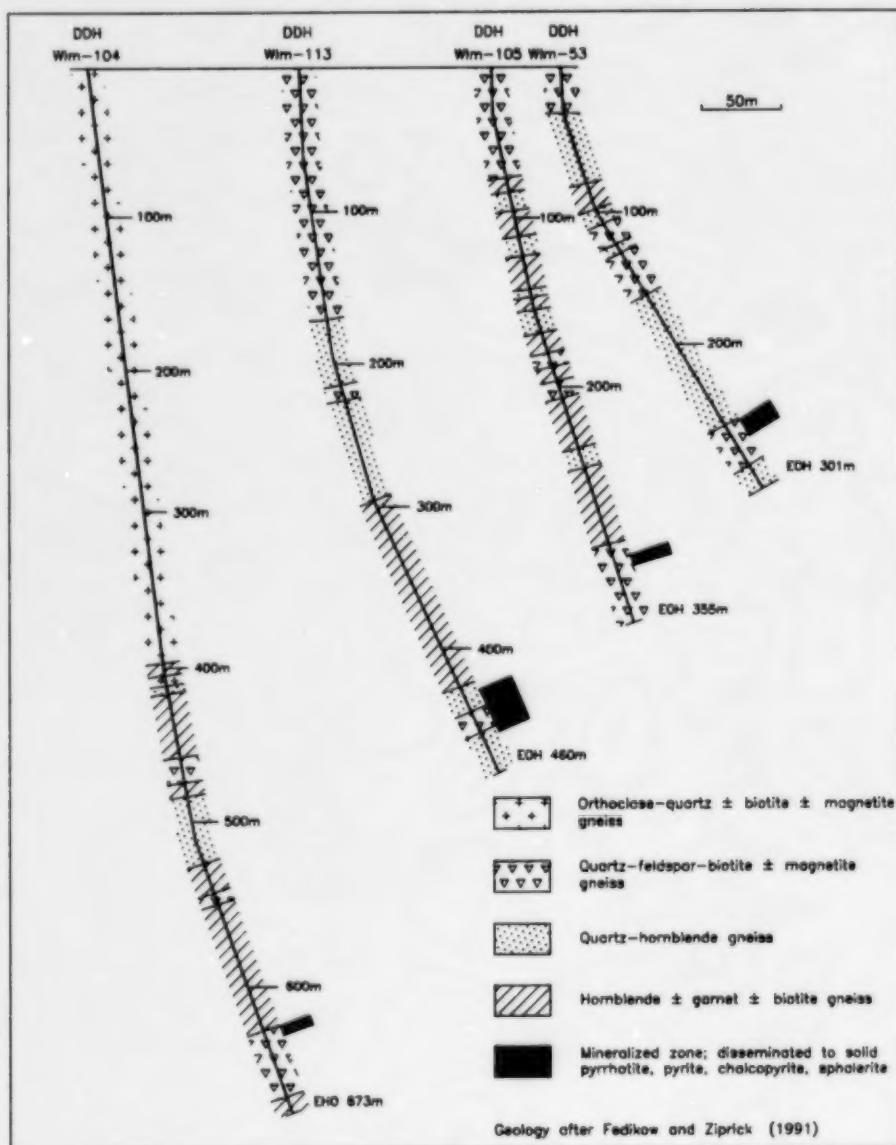 DDH DDH DDH DDH
Wim-104 Wim-113 Wim-105 Wim-53
50m
100m
100m
100m
100m
200m
200m
200m
200m
300m
300m
EOH 301m
EOH 355m
400m
400m
EOH 460m
500m
600m
EHO 673m
Orthoclase-quartz ± biotite ± magnetite
gneiss
Quartz-feldspar-biotite ± magnetite
gneiss
Quartz-hornblende gneiss
Hornblende ± garnet ± biotite gneiss
Mineralized zone; disseminated to solid
pyrrhotite, pyrite, chalcopyrite, sphalerite
Geology after Fedikow and Ziprick (1991)